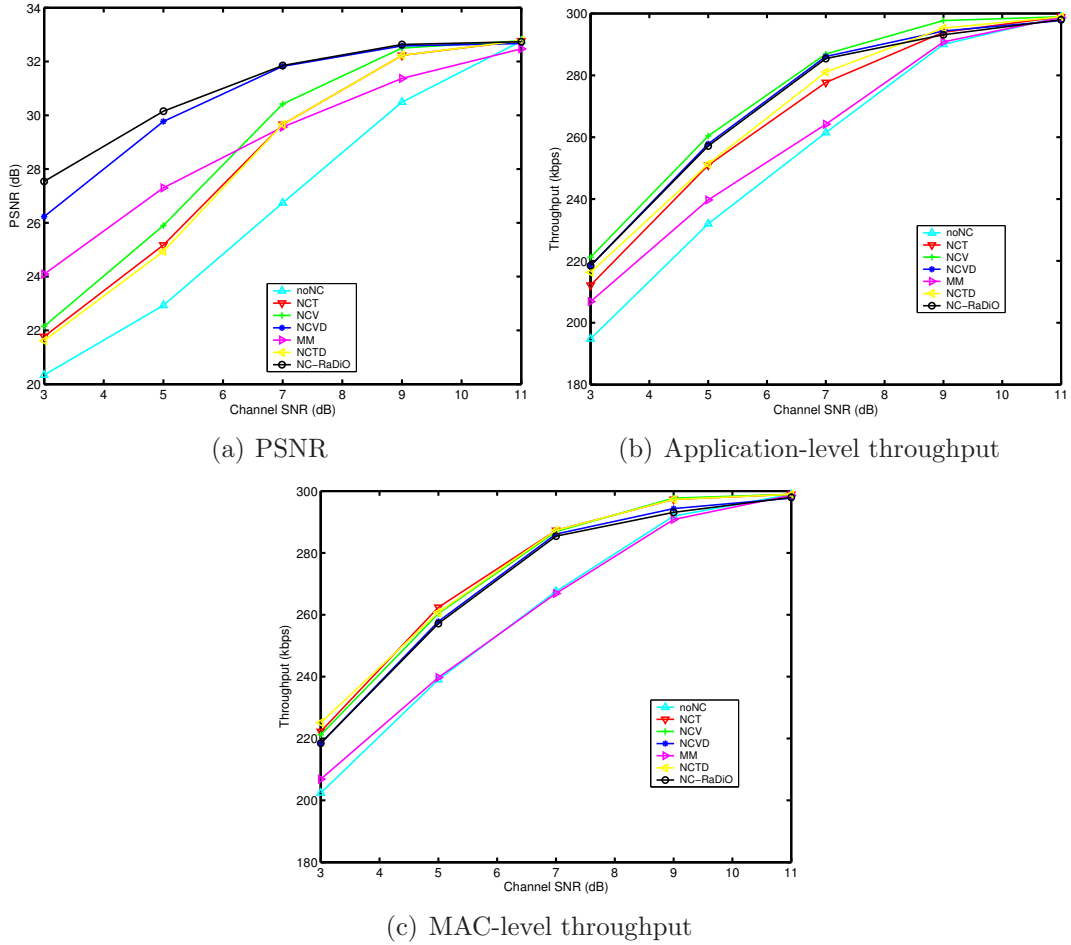 34
32
30
28
26
24
22
20
PSNR (dB)
3 4 5 6 7 8 9 10 11
Channel SNR (dB)
noNC
NCT
NCV
NCVD
MM
NCTD
NC−RaDiO
(a) PSNR
300
280
260
240
220
200
180
Throughput (kbps)
3 4 5 6 7 8 9 10 11
Channel SNR (dB)
noNC
NCT
NCV
NCVD
MM
NCTD
NC−RaDiO
(b) Application-level throughput
300
280
260
240
220
200
180
Throughput (kbps)
3 4 5 6 7 8 9 10 11
Channel SNR (dB)
noNC
NCT
NCV
NCVD
MM
NCTD
NC−RaDiO
(c) MAC-level throughput